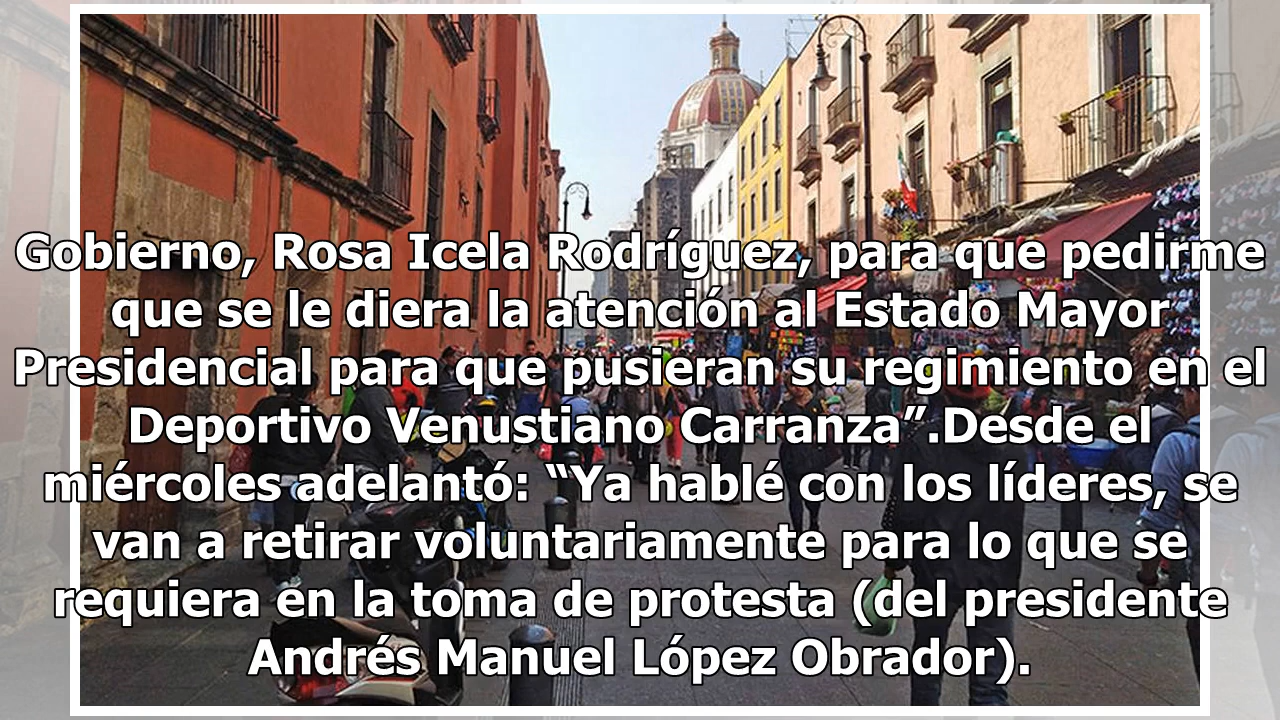 Gobierno, Rosa Icela Rodríguez, para que pedirme
que se le diera la atención al Estado Mayor
Presidencial para que pusieran su regimiento en el
Deportivo Venustiano Carranza”.Desde el
miércoles adelantó: “Ya hablé con los líderes, se
van a retirar voluntariamente para lo que se
requiera en la toma de protesta (del presidente
Andrés Manuel López Obrador).